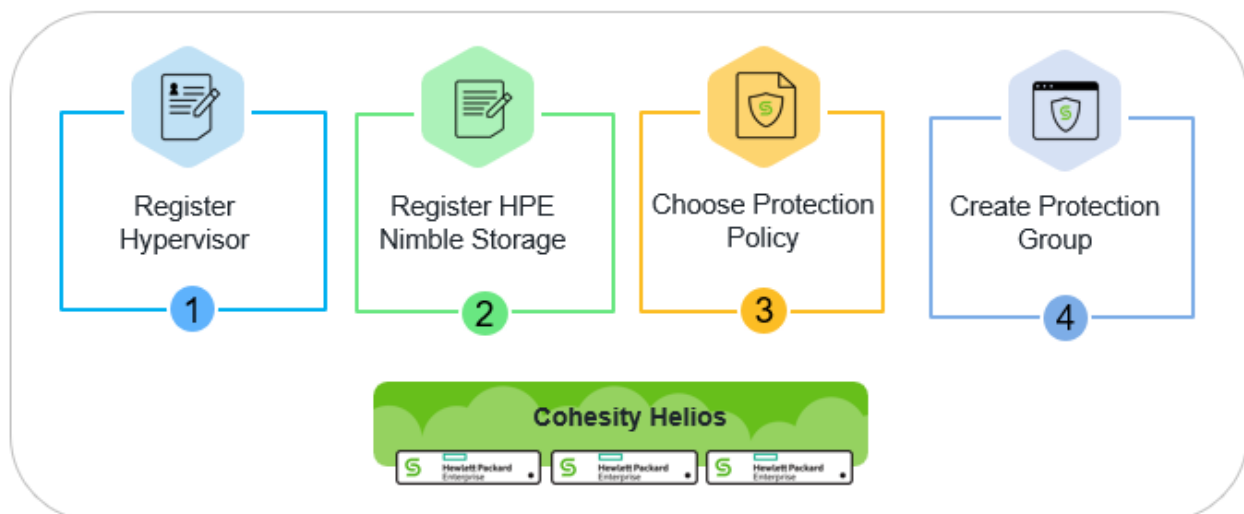 Register
Hypervisor
1
Register HPE
Nimble Storage
2
Choose Protection
Policy
3
Create Protection
Group
4
Cohesity Helios
Hewlett Packard
Enterprise
Hewlett Packard
Enterprise
Hewlett Packard
Enterprise